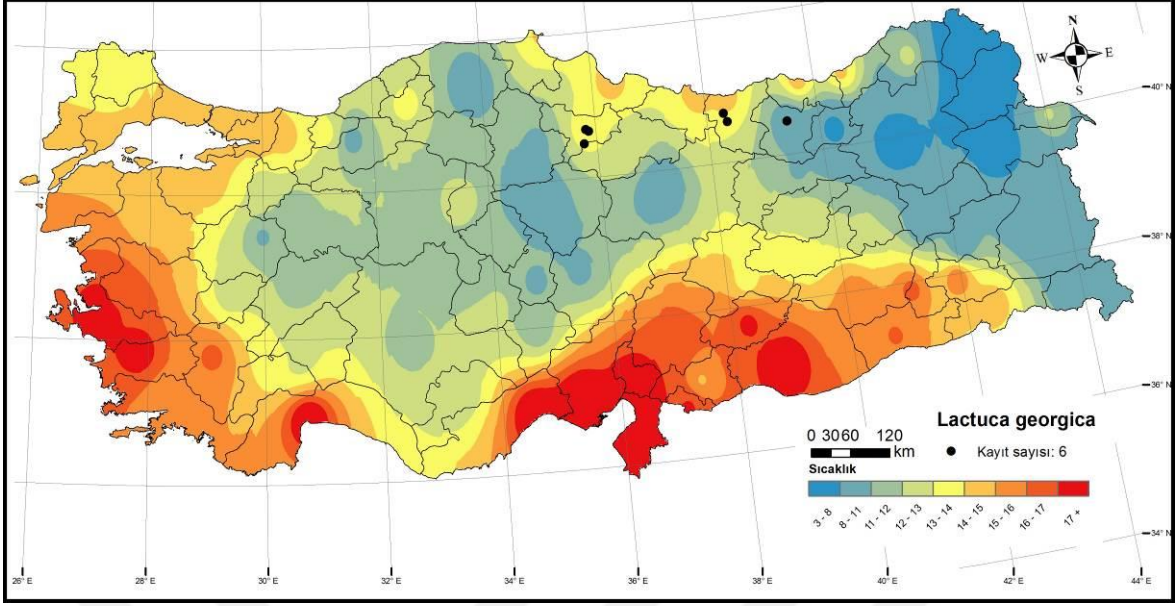 N
W E
S
40° N
38° N
36° N
34° N
Lactuca georgica
0 30 60 120
km
● Kayıt sayısı: 6
Sıcaklık
3 - 8
8 - 11
11 - 12
12 - 13
13 - 14
14 - 15
15 - 16
16 - 17
17 +
26° E
28° E
30° E
32° E
34° E
36° E
38° E
40° E
42° E
44° E